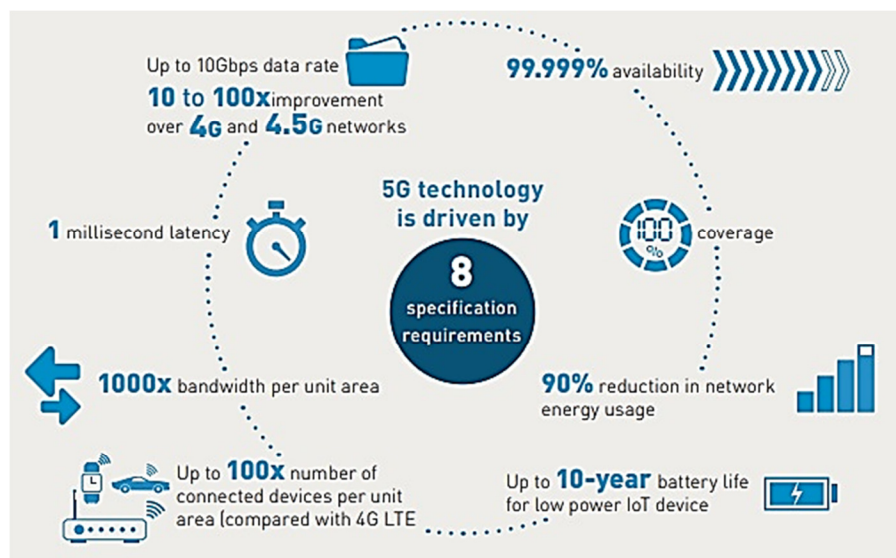 Up to 10Gbps data rate
10 to 100x improvement
over 4G and 4.5G networks
99.999% availability
5G technology
is driven by
8
specification
requirements
1 millisecond latency
100
%
coverage
1000x bandwidth per unit area
90% reduction in network
energy usage
Up to 100x number of
connected devices per unit
area (compared with 4G LTE
Up to 10-year battery life
for low power IoT device